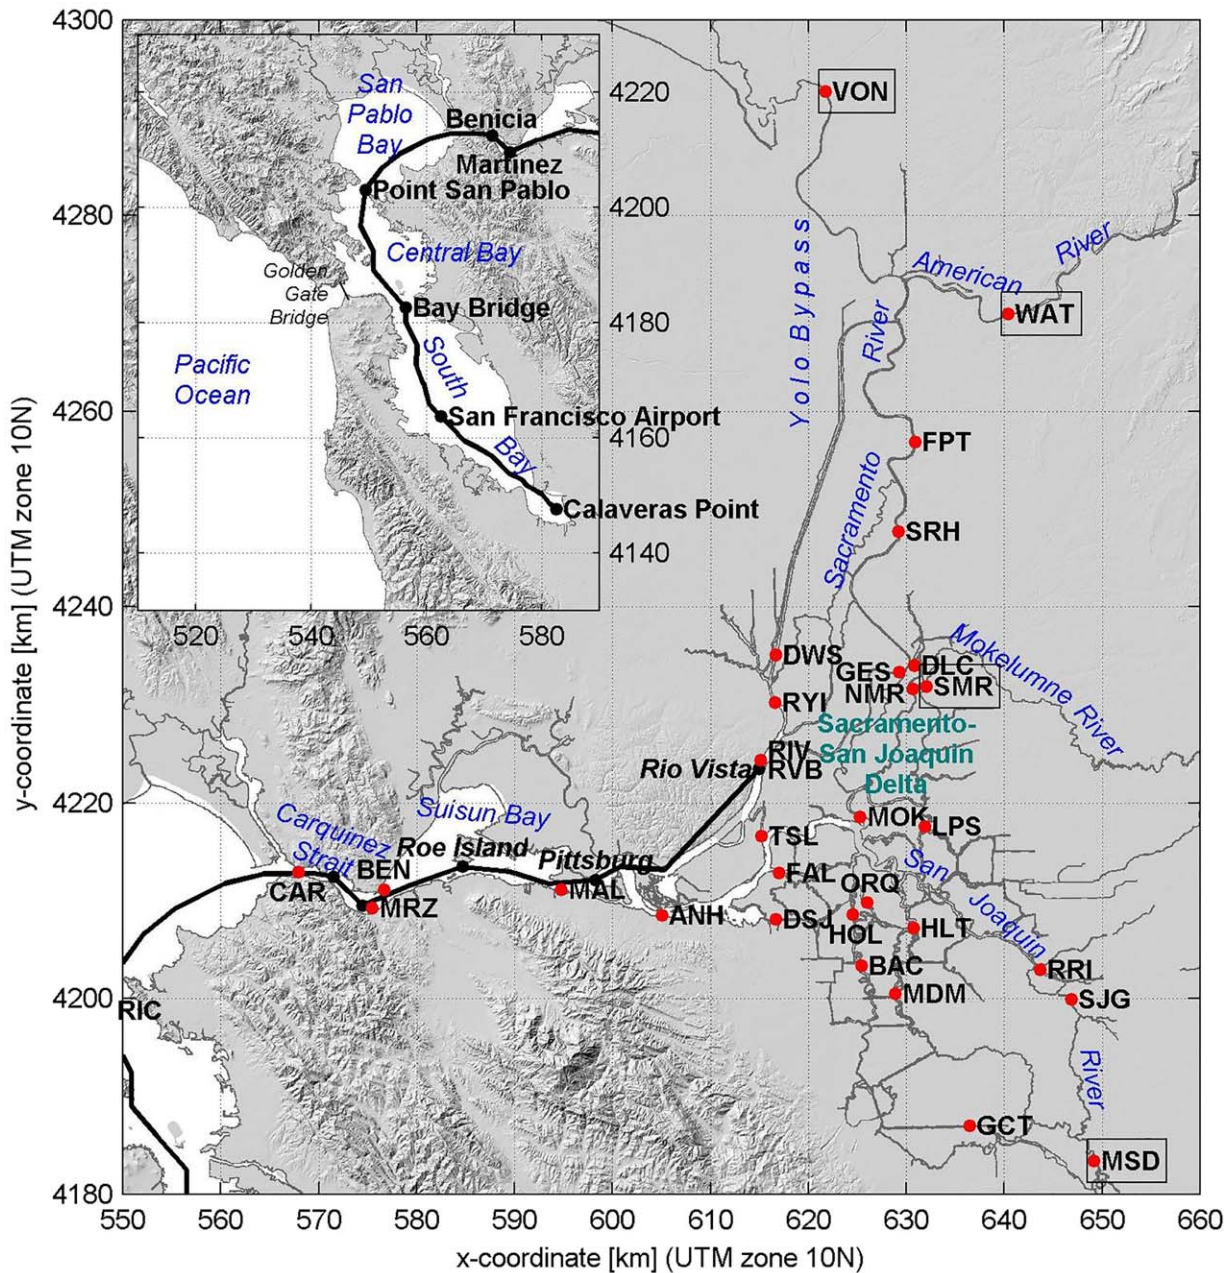 4300
4280
4260
4240
4220
4200
4180
y-coordinate [km] (UTM zone 10N)
550
560
570
580
590
600
610
620
630
640
650
660
x-coordinate [km] (UTM zone 10N)
4220
4200
4180
4160
4140
520
540
560
580
San
Pablo
Bay
Benicia
Martinez
Point San Pablo
Central Bay
Golden
Gate
Bridge
Bay Bridge
Pacific
Ocean
South
Bay
San Francisco Airport
Calaveras Point
VON
Yolo Bypass
American
River
WAT
Sacramento
River
FPT
SRH
Mokelumne River
DWS
GES
DLC
NMR
SMR
RYI
Sacramento-
San Joaquin
Delta
RIV
Rio Vista
RVB
Carquinez
Strait
Suisun Bay
Roe Island
Pittsburg
BEN
CAR
MRZ
MAL
ANH
TSL
FAL
DSJ
MOK
LPS
San
Joaquin
River
ORQ
HOL
HLT
BAC
MDM
RRI
SJG
RIC
GCT
MSD